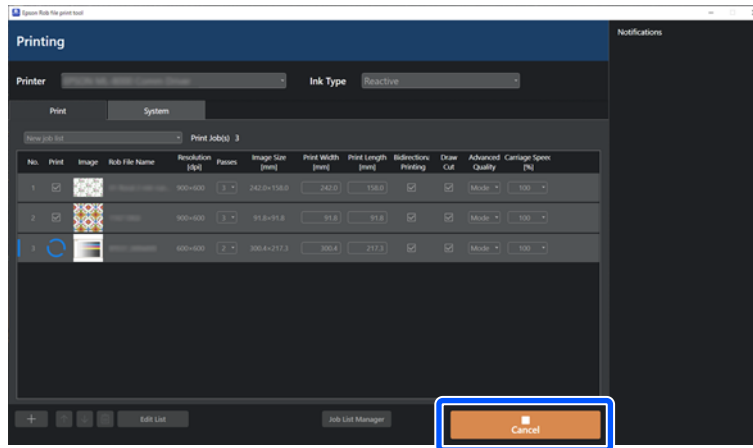 Epson Rob file print tool
Printing
Notifications
Printer
Ink Type Reactive
Print System
New job list Print Job(s) 3
No. Print Image Rob File Name Resolution [dpi] Passes Image Size [mm] Print Width [mm] Print Length [mm] Bidirectiona Printing Draw Cut Advanced Quality Carriage Speed [%]
1 900×600 3 242.0×158.0 242.0 158.0 Mode 100
2 900×600 3 91.8×91.8 91.8 91.8 Mode 100
3 600×600 2 300.4×217.3 300.4 217.3 Mode 100
Edit List Job List Manager Cancel